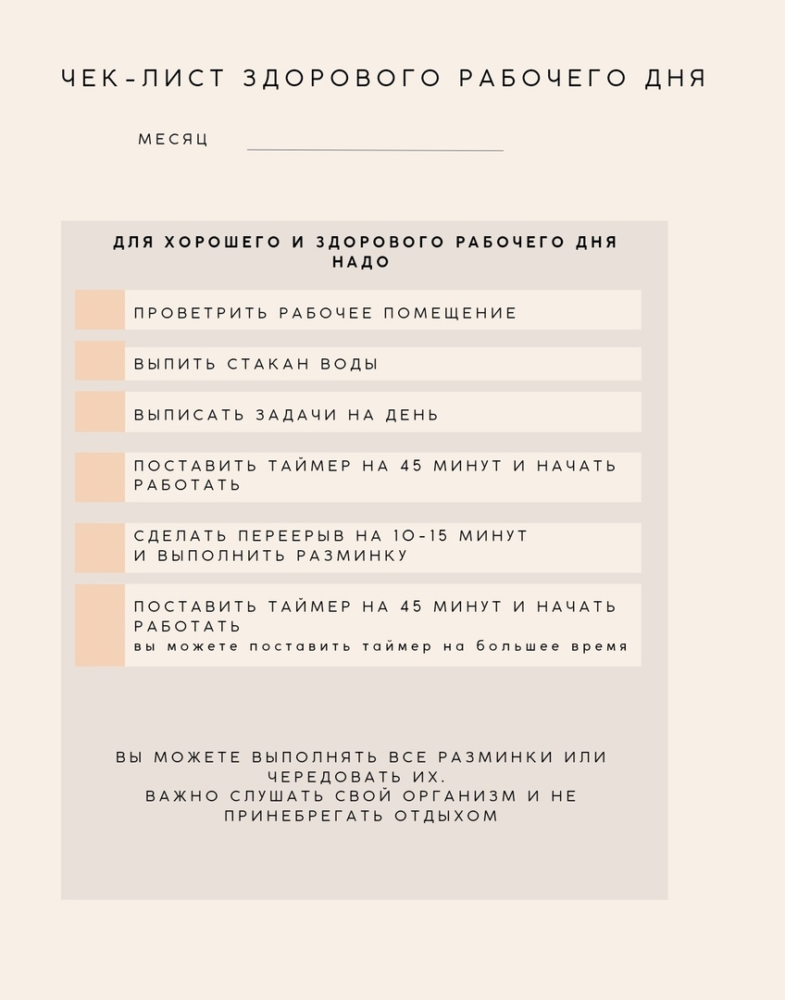 ЧЕК-ЛИСТ ЗДОРОВОГО РАБОЧЕГО ДНЯ
МЕСЯЦ
ДЛЯ ХОРОШЕГО И ЗДОРОВОГО РАБОЧЕГО ДНЯ
НАДО
ПРОВЕТРИТЬ РАБОЧЕЕ ПОМЕЩЕНИЕ
ВЫПИТЬ СТАКАН ВОДЫ
ВЫПИСАТЬ ЗАДАЧИ НА ДЕНЬ
ПОСТАВИТЬ ТАЙМЕР НА 45 МИНУТ И НАЧАТЬ
РАБОТАТЬ
СДЕЛАТЬ ПЕРЕЕРЫВ НА 10-15 МИНУТ
И ВЫПОЛНИТЬ РАЗМИНКУ
ПОСТАВИТЬ ТАЙМЕР НА 45 МИНУТ И НАЧАТЬ
РАБОТАТЬ
вы можете поставить таймер на большее время
ВЫ МОЖЕТЕ ВЫПОЛНЯТЬ ВСЕ РАЗМИНКИ ИЛИ
ЧЕРЕДОВАТЬ ИХ.
ВАЖНО СЛУШАТЬ СВОЙ ОРГАНИЗМ И НЕ
ПРИНЕБРЕГАТЬ ОТДЫХОМ